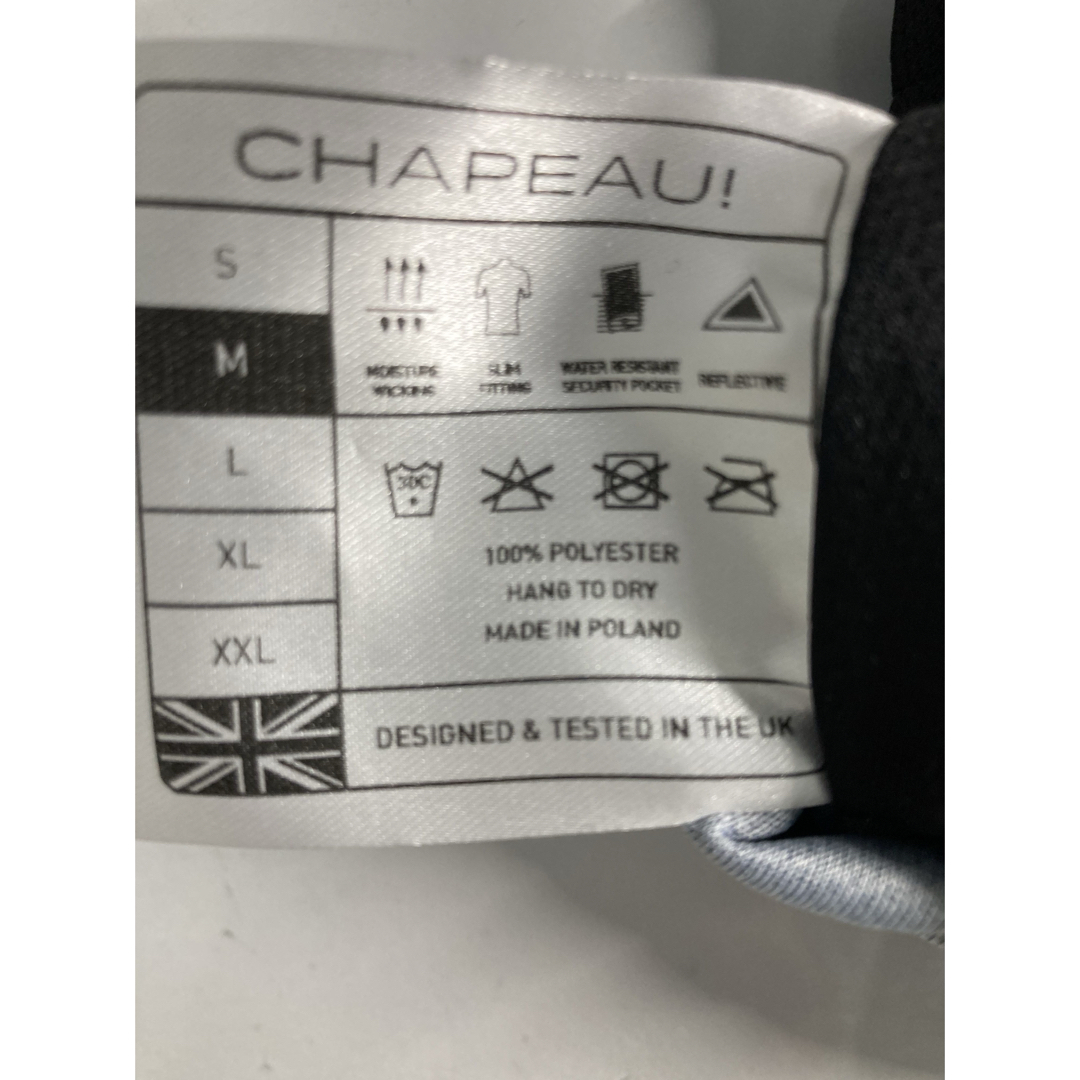 CHAPEAU!
S
M
L
XL
XXL
MOISTURE
WICKING
SLIM
FITTING
WATER RESISTANT
SECURITY POCKET
REFLECTIVE
30C
100% POLYESTER
HANG TO DRY
MADE IN POLAND
DESIGNED & TESTED IN THE UK